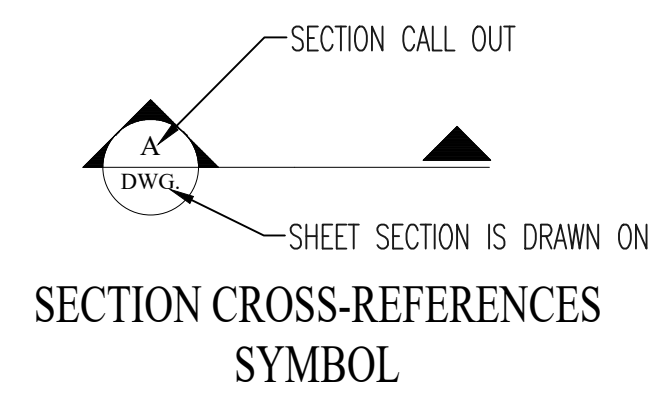 SECTION CALL OUT
A
DWG.
SHEET SECTION IS DRAWN ON
SECTION CROSS-REFERENCES
SYMBOL